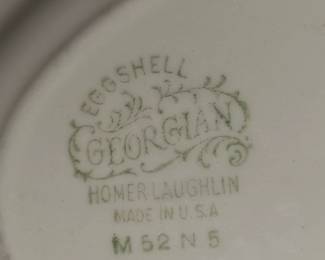 EGGSHELL
GEORGIAN
HOMER LAUGHLIN
MADE IN U.S.A
M 52 N 5